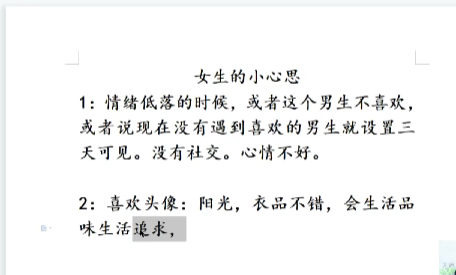 女生的小心思
1：情绪低落的时候，或者这个男生不喜欢，
或者说现在没有遇到喜欢的男生就设置三
天可见。没有社交。心情不好。
2：喜欢头像：阳光，衣品不错，会生活品
味生活追求，